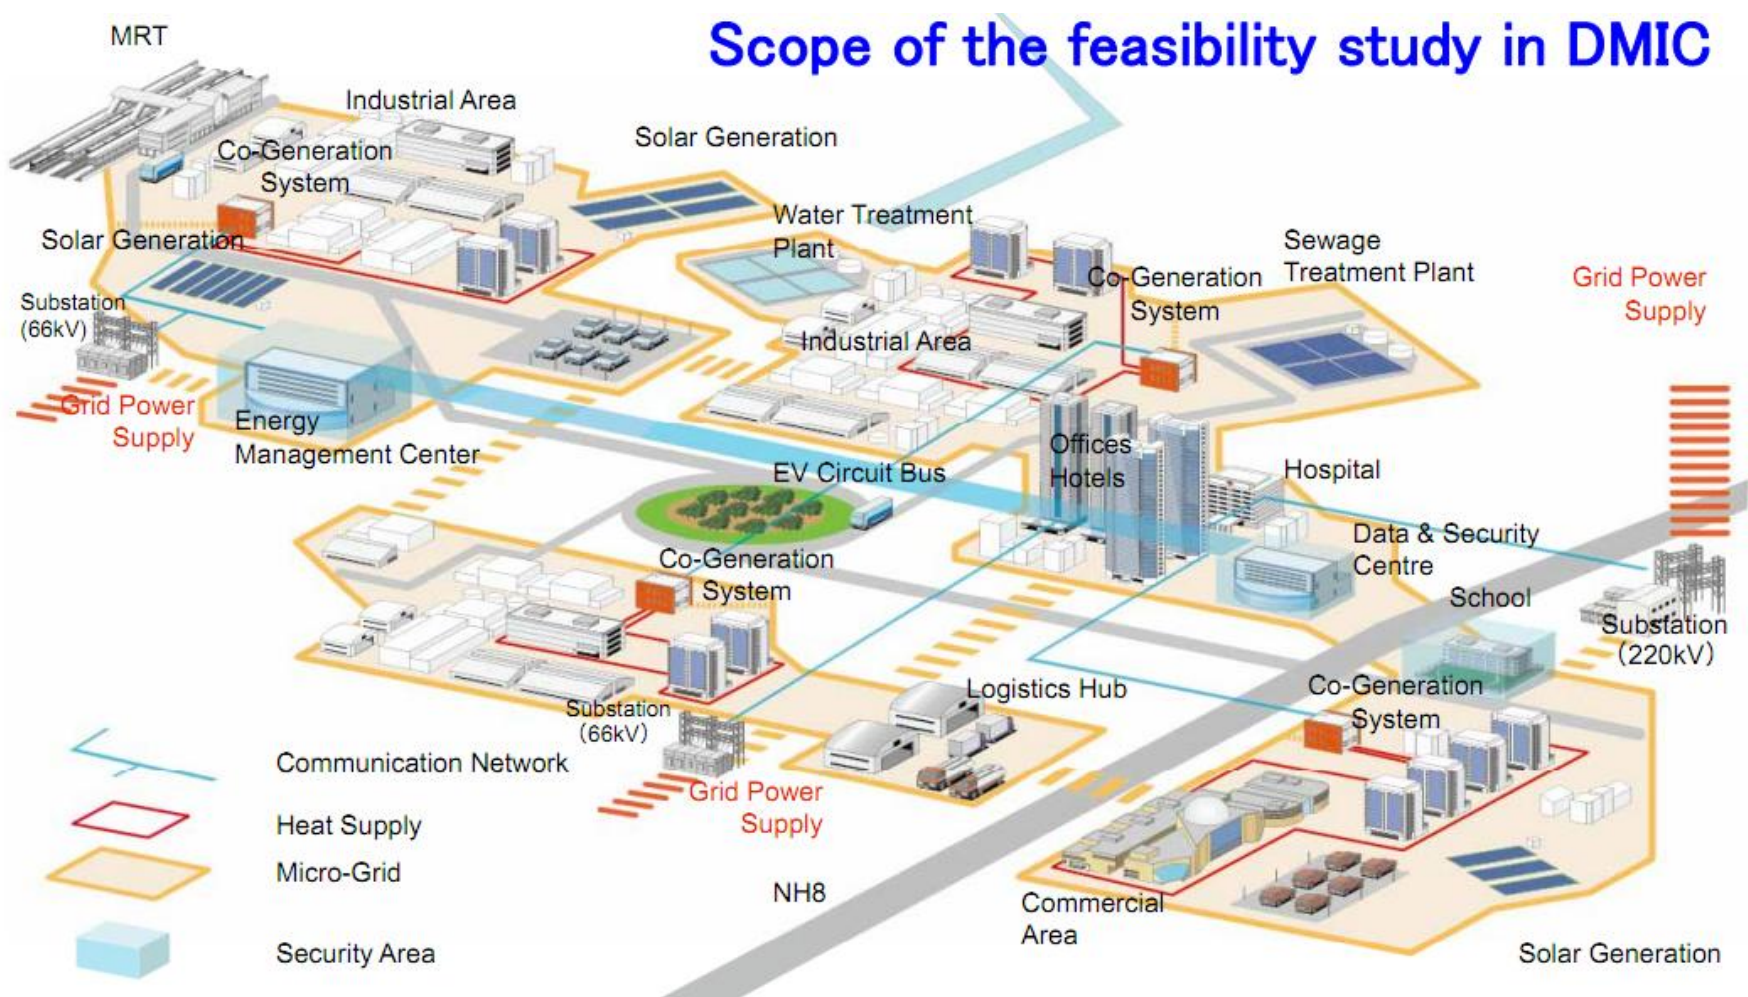 Scope of the feasibility study in DMIC
MRT
Industrial Area
Co-Generation
System
Solar Generation
Solar Generation
Water Treatment
Plant
Sewage
Treatment Plant
Co-Generation
System
Grid Power
Supply
Substation
(66kV)
Industrial Area
Grid Power
Supply
Energy
Management Center
EV Circuit Bus
Offices
Hotels
Hospital
Data & Security
Centre
School
Substation
(220kV)
Co-Generation
System
Co-Generation
System
Logistics Hub
Substation
(66kV)
Grid Power
Supply
Communication Network
Heat Supply
Micro-Grid
Security Area
NH8
Commercial
Area
Solar Generation